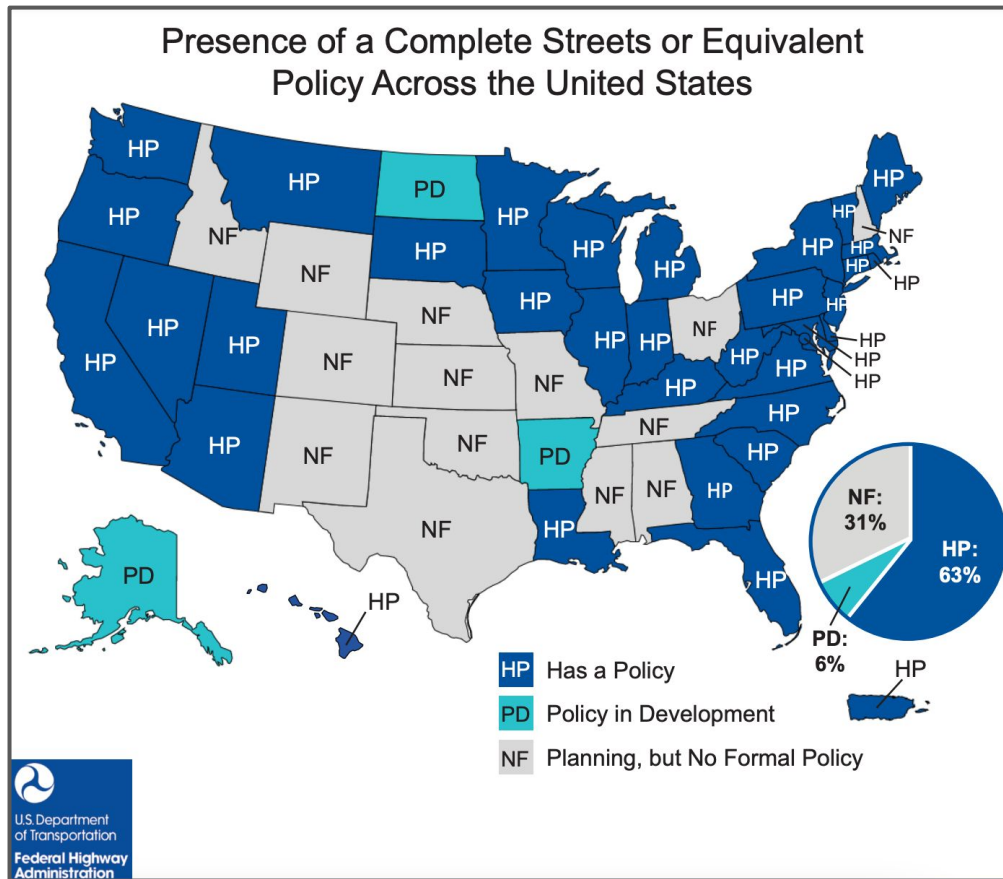 Presence of a Complete Streets or Equivalent
Policy Across the United States
HP
HP
PD
HP
HP
HP
HP
HP
NF
HP
NF
NF
HP
HP
HP
HP
HP
HP
HP
NF
HP
HP
HP
HP
HP
HP
NF
HP
HP
NF
NF
NF
HP
HP
HP
HP
HP
HP
HP
HP
NF
NF
PD
NF
HP
HP
NF
NF
HP
NF
HP
HP
PD
HP
NF:
31%
HP:
63%
PD:
6%
HP
HP Has a Policy
PD Policy in Development
NF Planning, but No Formal Policy
U.S. Department
of Transportation
Federal Highway
Administration